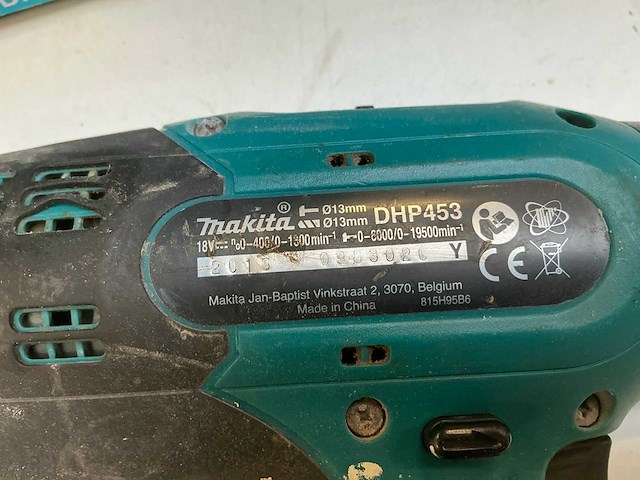 makita® Ø13mm DHP453
Ø13mm
18V⎓ n₀0-400/0-1300min⁻¹ 0-6000/0-19500min⁻¹
Y
Makita Jan-Baptist Vinkstraat 2, 3070, Belgium
Made in China 815H95B6
CE